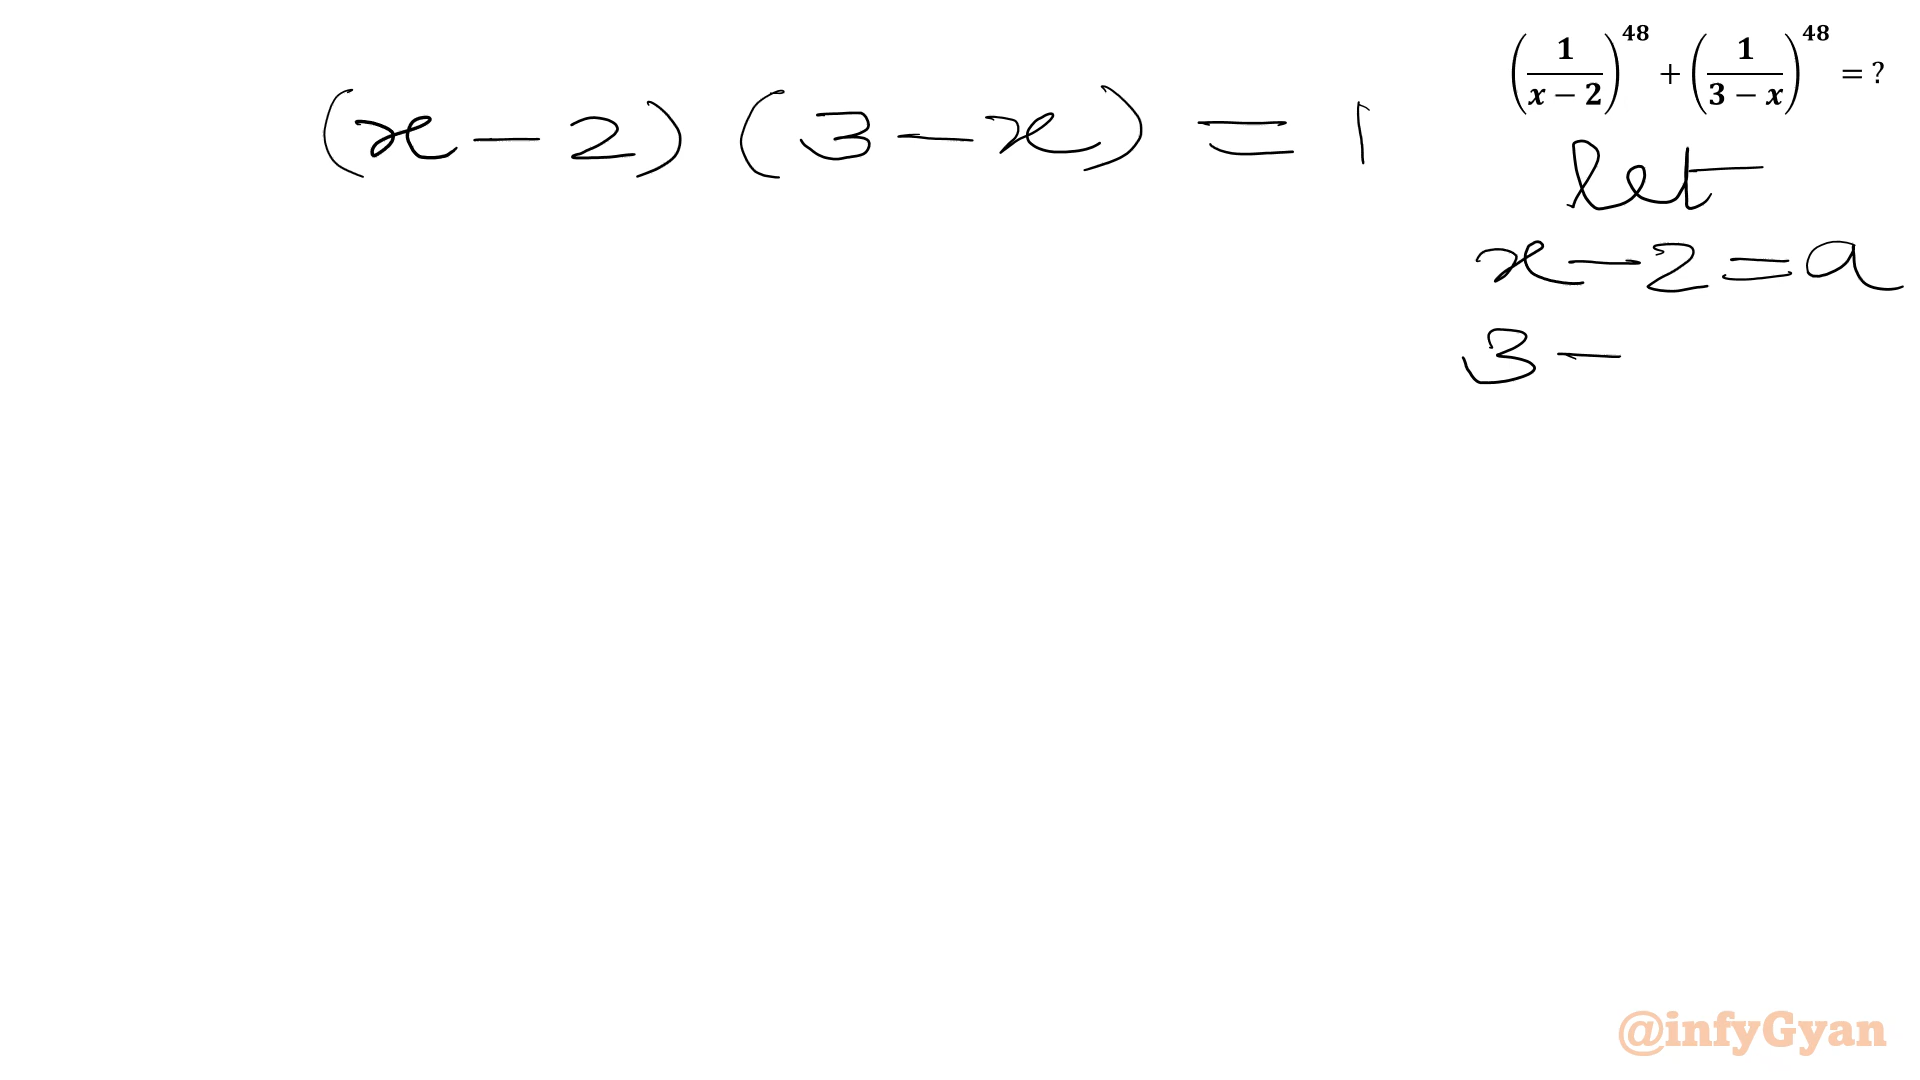 (x - 2) (3 - x) = 1
(1/(x - 2))^48 + (1/(3 - x))^48 = ?
let
x - 2 = a
3 -
@infyGyan